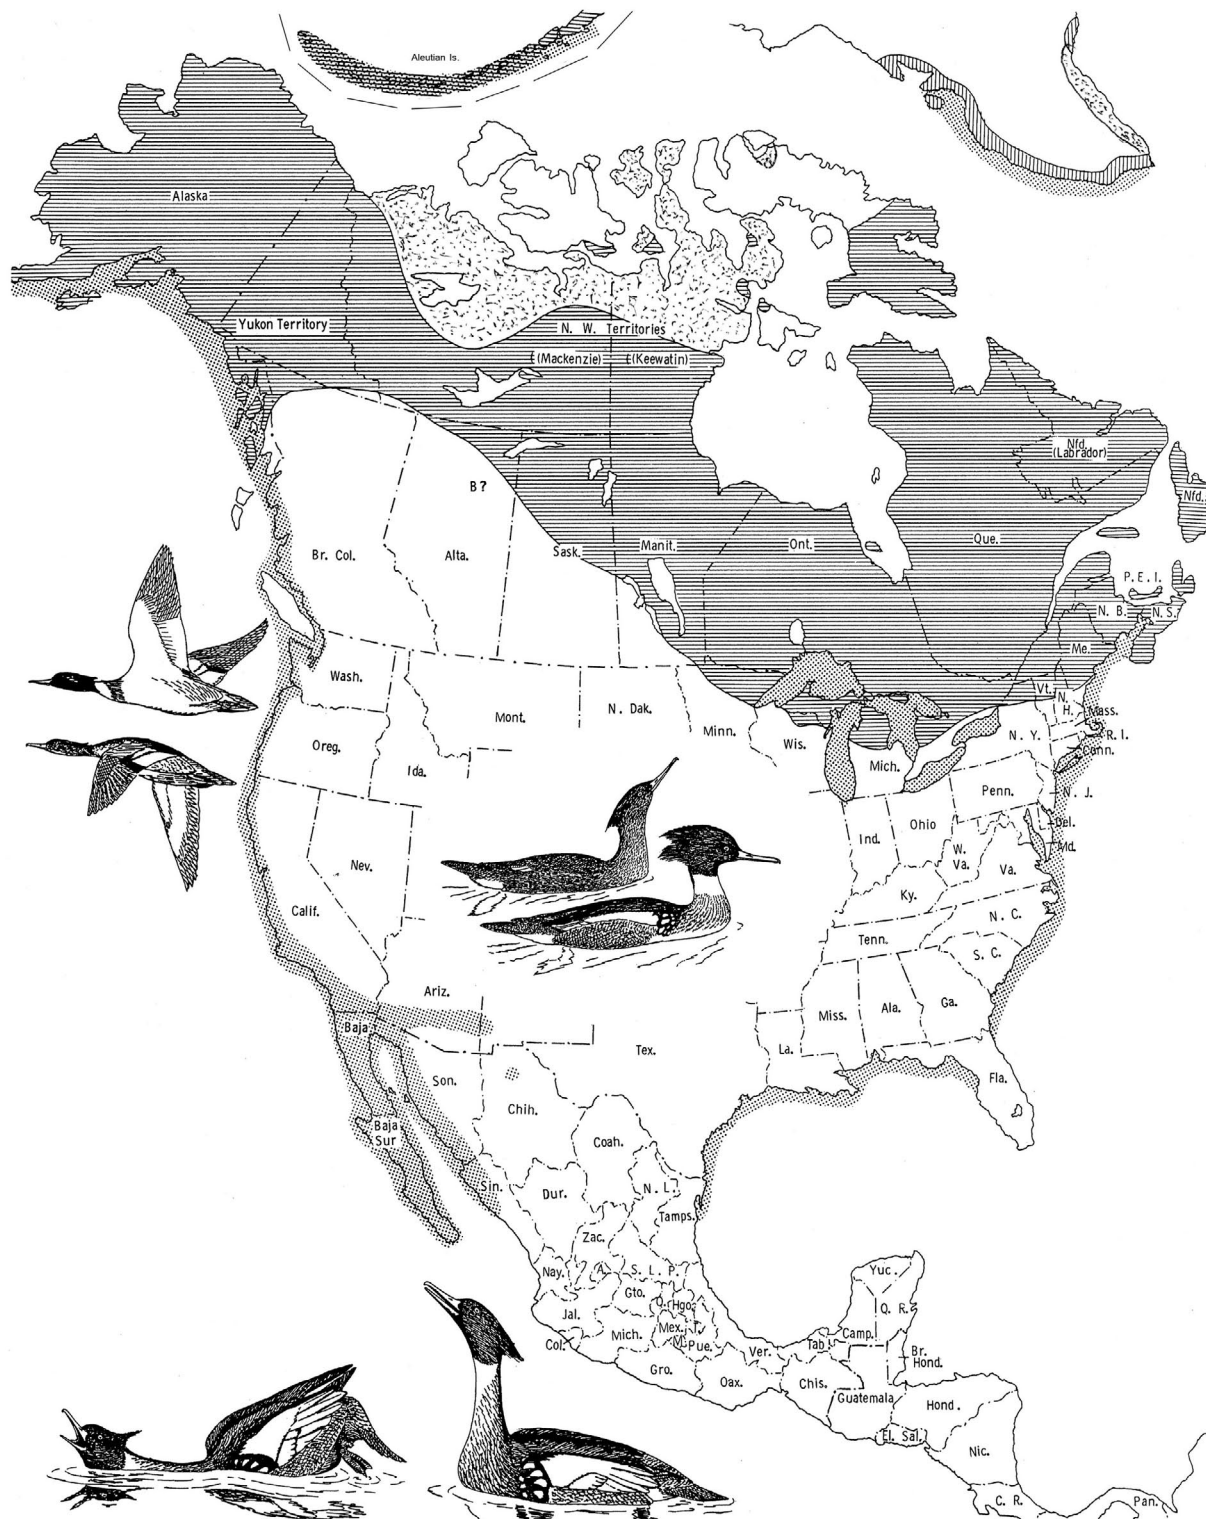 Aleutian Is.
Alaska
Yukon Territory
N. W. Territories
(Mackenzie)
(Keewatin)
Nfd.
(Labrador)
Nfd.
B?
Br. Col.
Alta.
Sask.
Manit.
Ont.
Que.
P. E. I.
N. B.
N. S.
Me.
Wash.
Mont.
N. Dak.
Minn.
Wis.
Mich.
Vt.
N.
H.
Mass.
N. Y.
R. I.
Conn.
Oreg.
Ida.
Penn.
N. J.
Nev.
Ind.
Ohio
Del.
W.
Va.
Md.
Va.
Calif.
Ky.
N. C.
Tenn.
S. C.
Ariz.
Miss.
Ala.
Ga.
Baja
Tex.
La.
Fla.
Son.
Chih.
Baja
Sur
Coah.
Sin.
Dur.
N. L.
Tamps.
Zac.
Nay.
A.
S. L. P.
Yuc.
Gto.
Q.
Hgo.
Q. R.
Jal.
Mich.
Mex.
T.
Camp.
Col.
M.
Pue.
Ver.
Tab.
Br.
Hond.
Gro.
Oax.
Chis.
Guatemala
Hond.
El. Sal.
Nic.
C. R.
Pan.